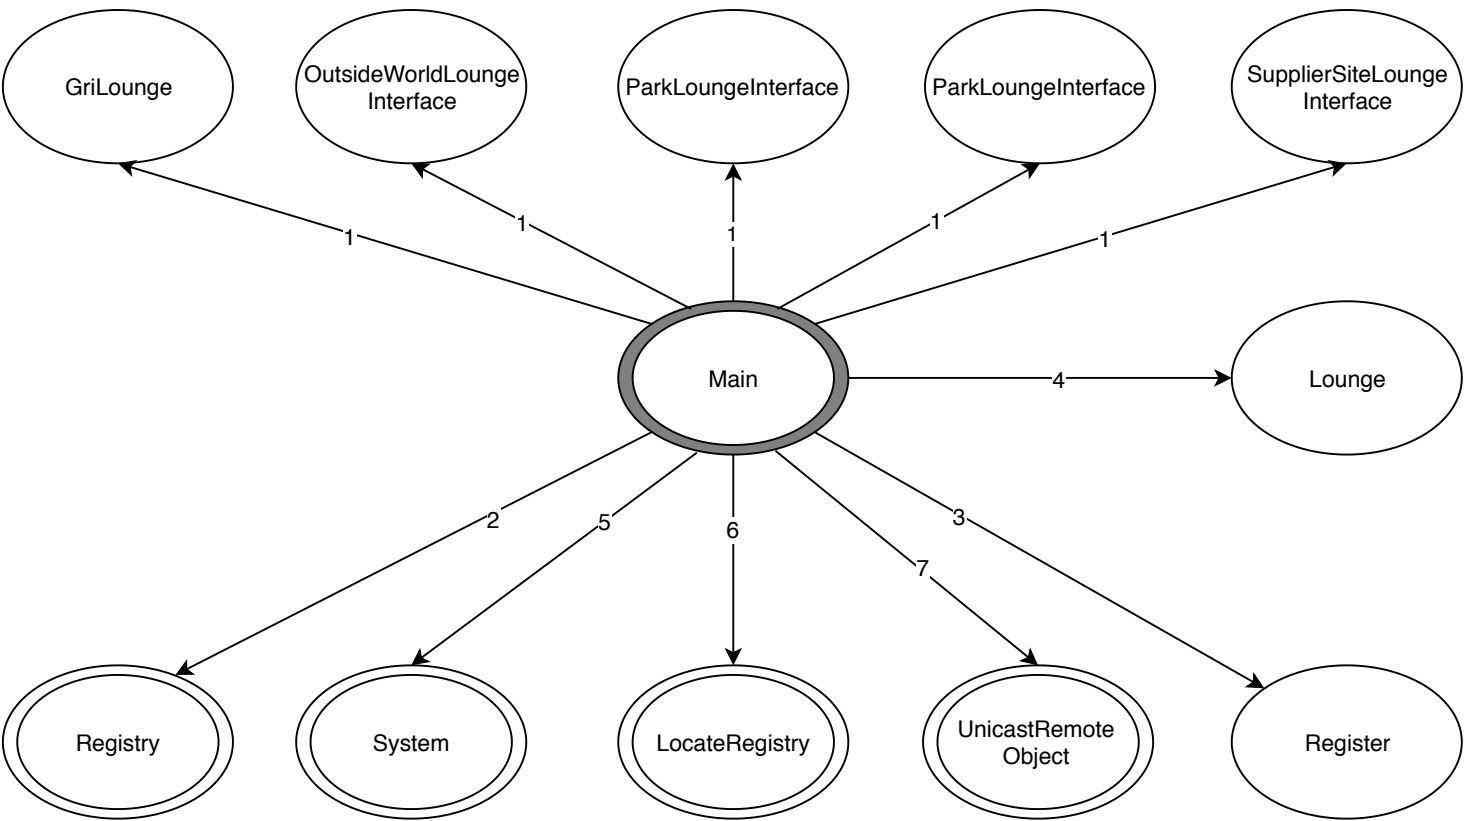 GriLounge
OutsideWorldLounge
Interface
ParkLoungeInterface
ParkLoungeInterface
SupplierSiteLounge
Interface
1
1
1
1
1
Main
4
Lounge
2
5
6
7
3
Registry
System
LocateRegistry
UnicastRemote
Object
Register